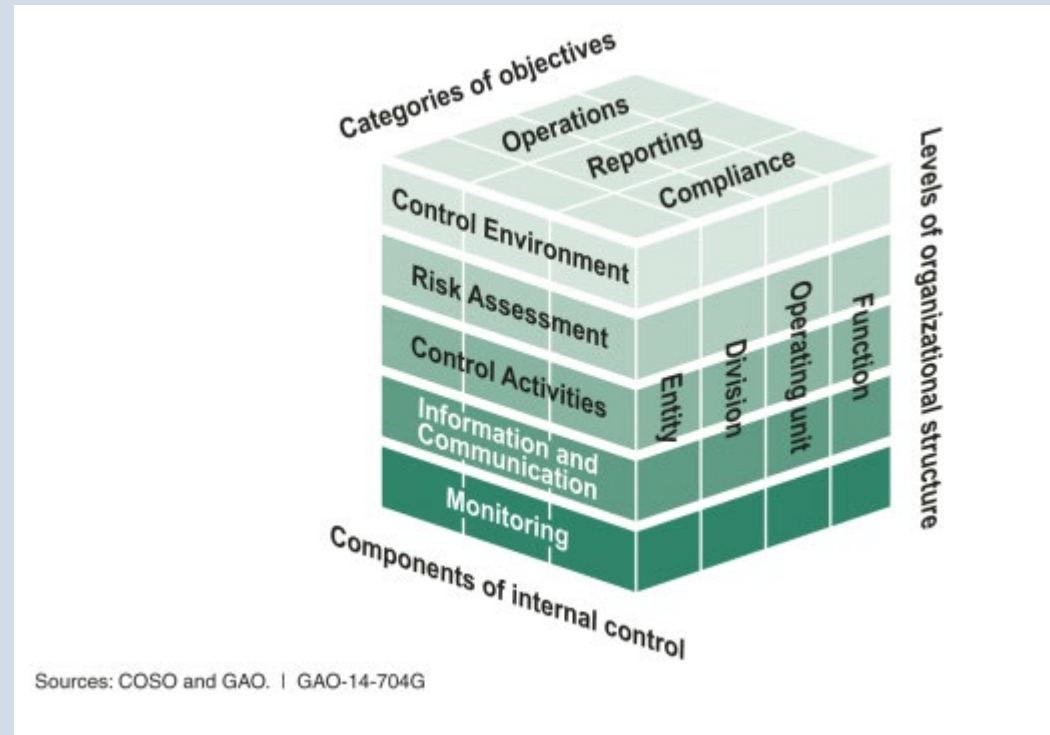 Categories of objectives
Operations
Reporting
Compliance
Control Environment
Risk Assessment
Control Activities
Information and
Communication
Monitoring
Entity
Division
Operating unit
Function
Levels of organizational structure
Components of internal control
Sources: COSO and GAO. | GAO-14-704G